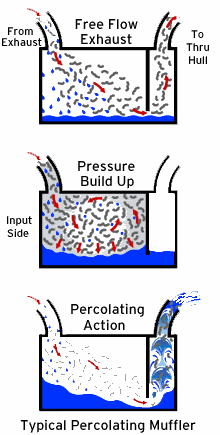 From
Exhaust
Free Flow
Exhaust
To
Thru
Hull
Pressure
Build Up
Input
Side
Percolating
Action
Typical Percolating Muffler